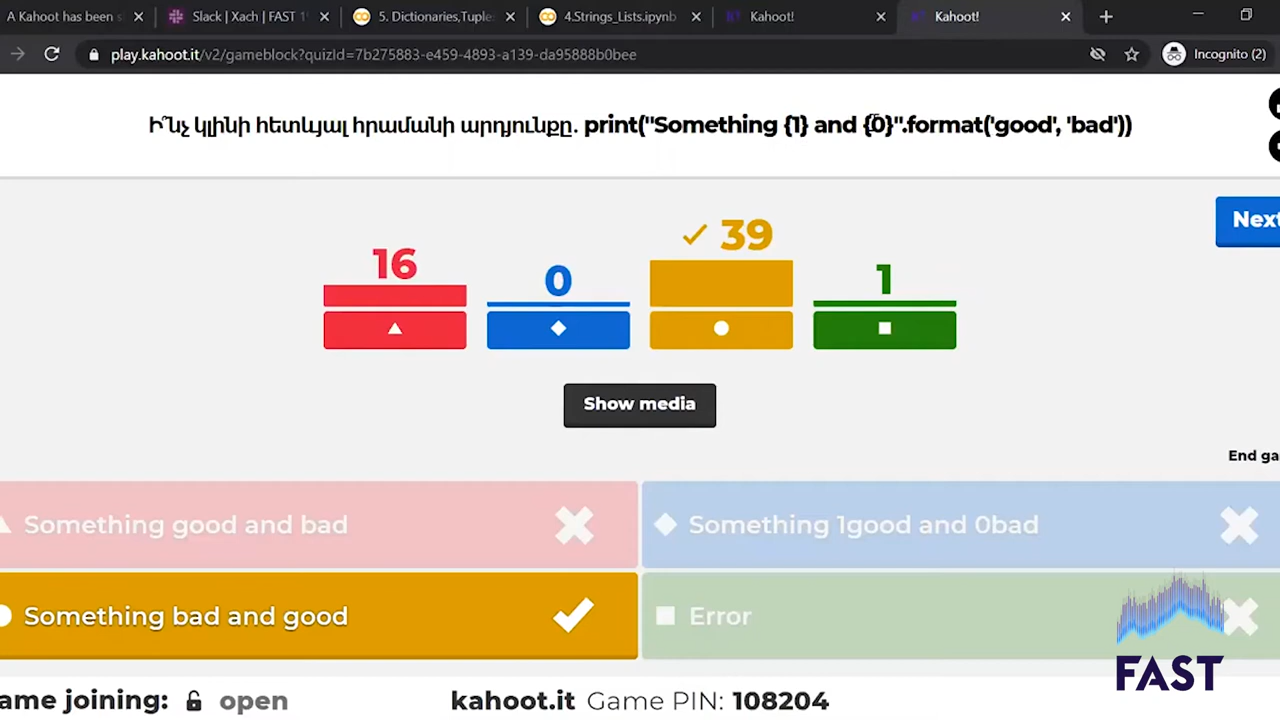 A Kahoot has been s
Slack | Xach | FAST 1
5. Dictionaries,Tuple
4.Strings_Lists.ipynb
Kahoot!
Kahoot!
play.kahoot.it/v2/gameblock?quizId=7b275883-e459-4893-a139-da95888b0bee
Incognito (2)
Ի՞նչ կլինի հետևյալ հրամանի արդյունքը. print("Something {1} and {0}".format('good', 'bad'))
Next
16
0
39
1
Show media
End ga
Something good and bad
Something 1good and 0bad
Something bad and good
Error
FAST
ame joining: open
kahoot.it Game PIN: 108204